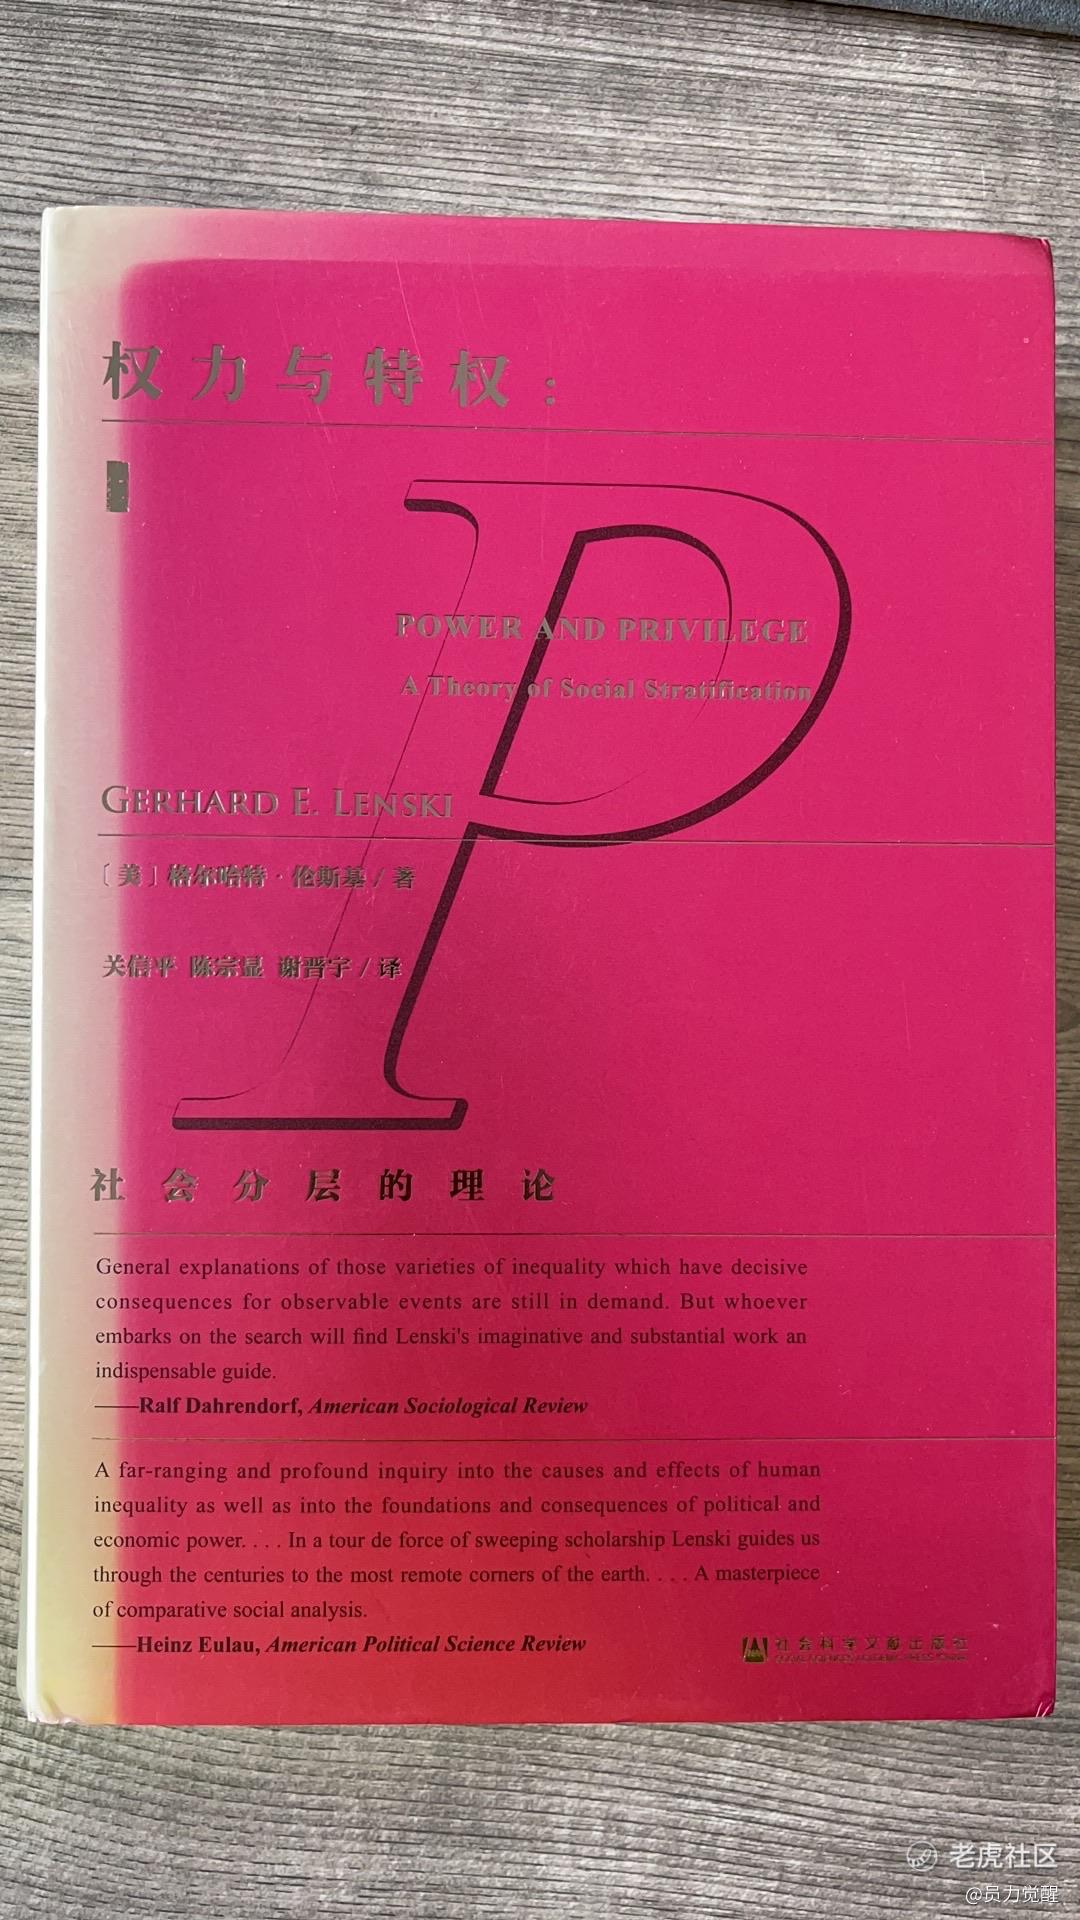 权力与特权：
P
POWER AND PRIVILEGE
A Theory of Social Stratification
GERHARD E. LENSKI
〔美〕格尔哈特·伦斯基/著
关信平 陈宗显 谢晋宇/译
社会分层的理论
General explanations of those varieties of inequality which have decisive
consequences for observable events are still in demand. But whoever
embarks on the search will find Lenski's imaginative and substantial work an
indispensable guide.
——Ralf Dahrendorf, American Sociological Review
A far-ranging and profound inquiry into the causes and effects of human
inequality as well as into the foundations and consequences of political and
economic power. . . . In a tour de force of sweeping scholarship Lenski guides us
through the centuries to the most remote corners of the earth. . . . A masterpiece
of comparative social analysis.
——Heinz Eulau, American Political Science Review
社会科学文献出版社
SOCIAL SCIENCES ACADEMIC PRESS (CHINA)
老虎社区
@员力觉醒